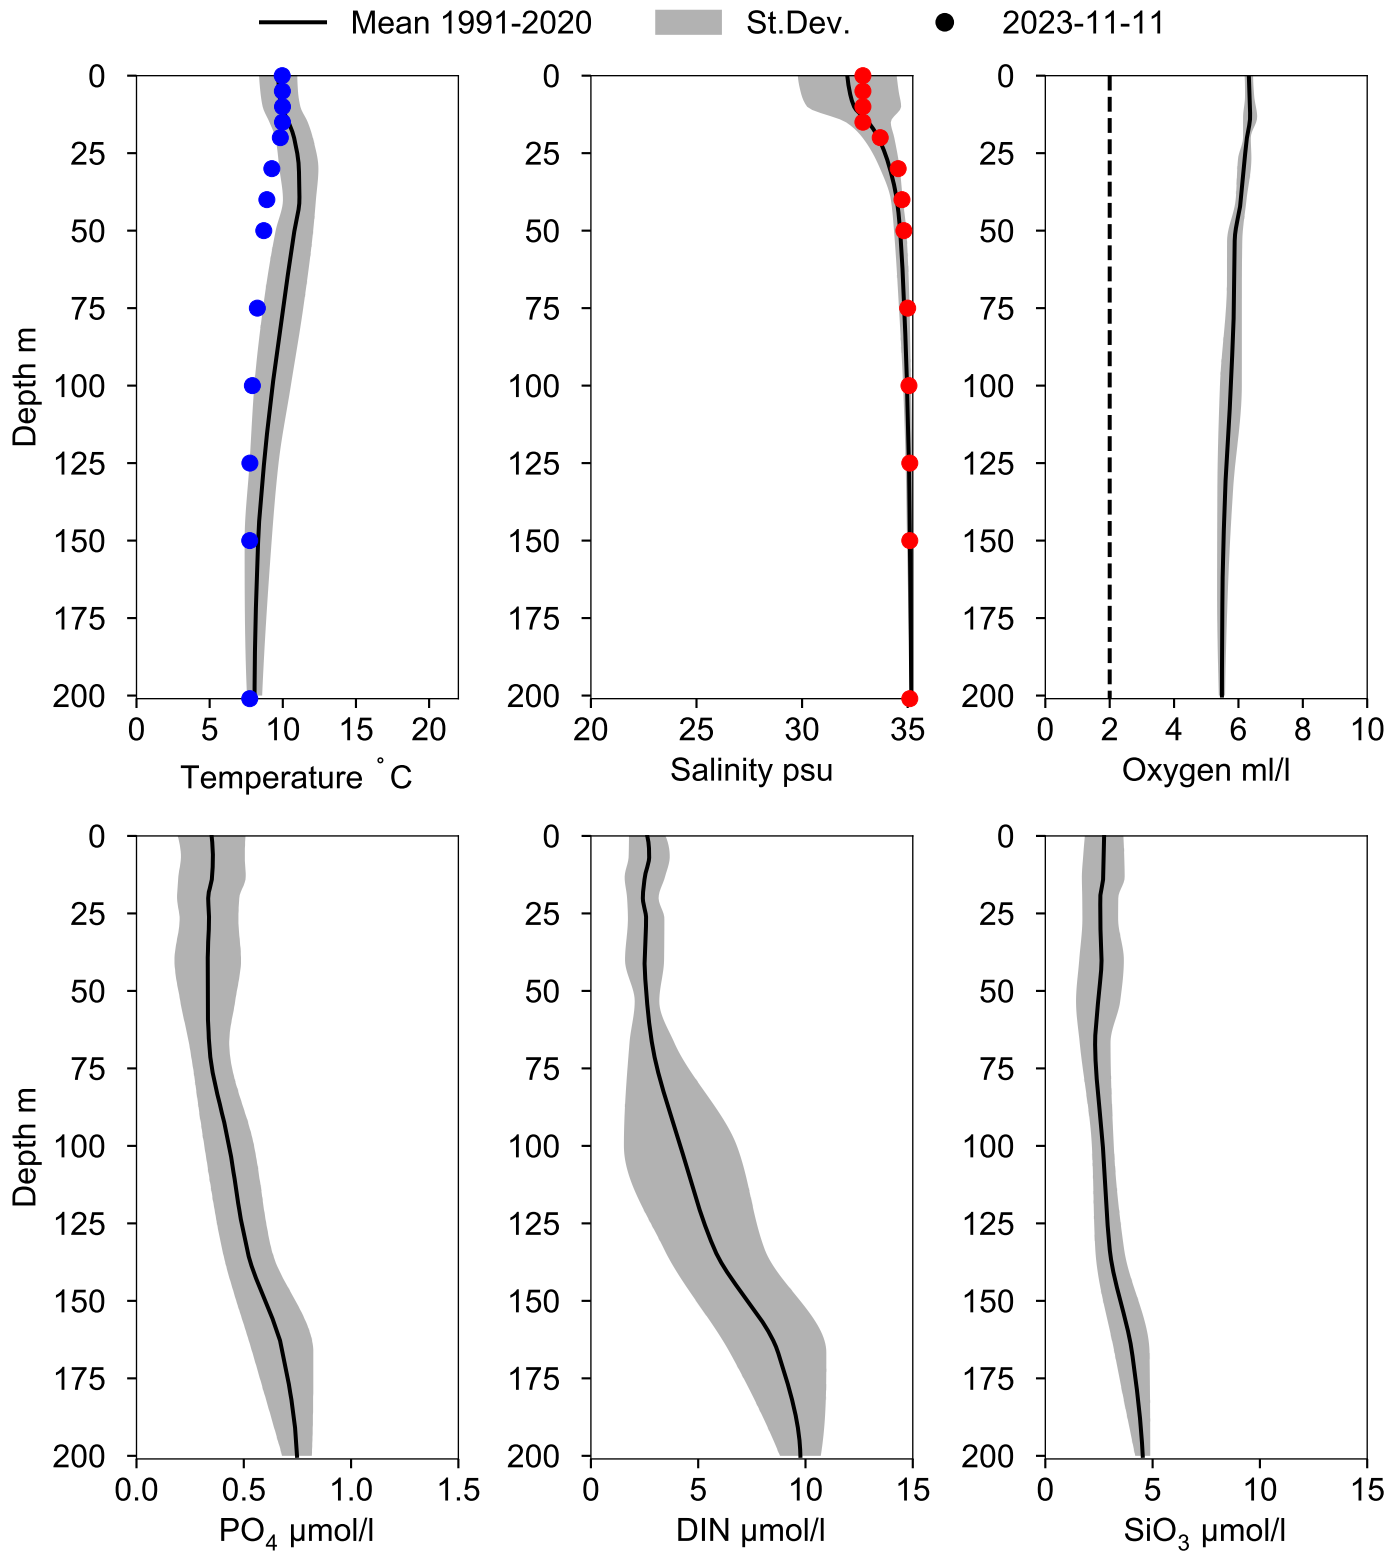 Mean 1991-2020 St.Dev. 2023-11-11
0 0 0
25 25 25
50 50 50
75 75 75
100 100 100
125 125 125
150 150 150
175 175 175
200 200 200
Depth m
0 5 10 15 20 20 25 30 35 0 2 4 6 8 10
Temperature ˚C Salinity psu Oxygen ml/l
0 0 0
25 25 25
50 50 50
75 75 75
100 100 100
125 125 125
150 150 150
175 175 175
200 200 200
Depth m
0.0 0.5 1.0 1.5 0 5 10 15 0 5 10 15
PO₄ µmol/l DIN µmol/l SiO₃ µmol/l